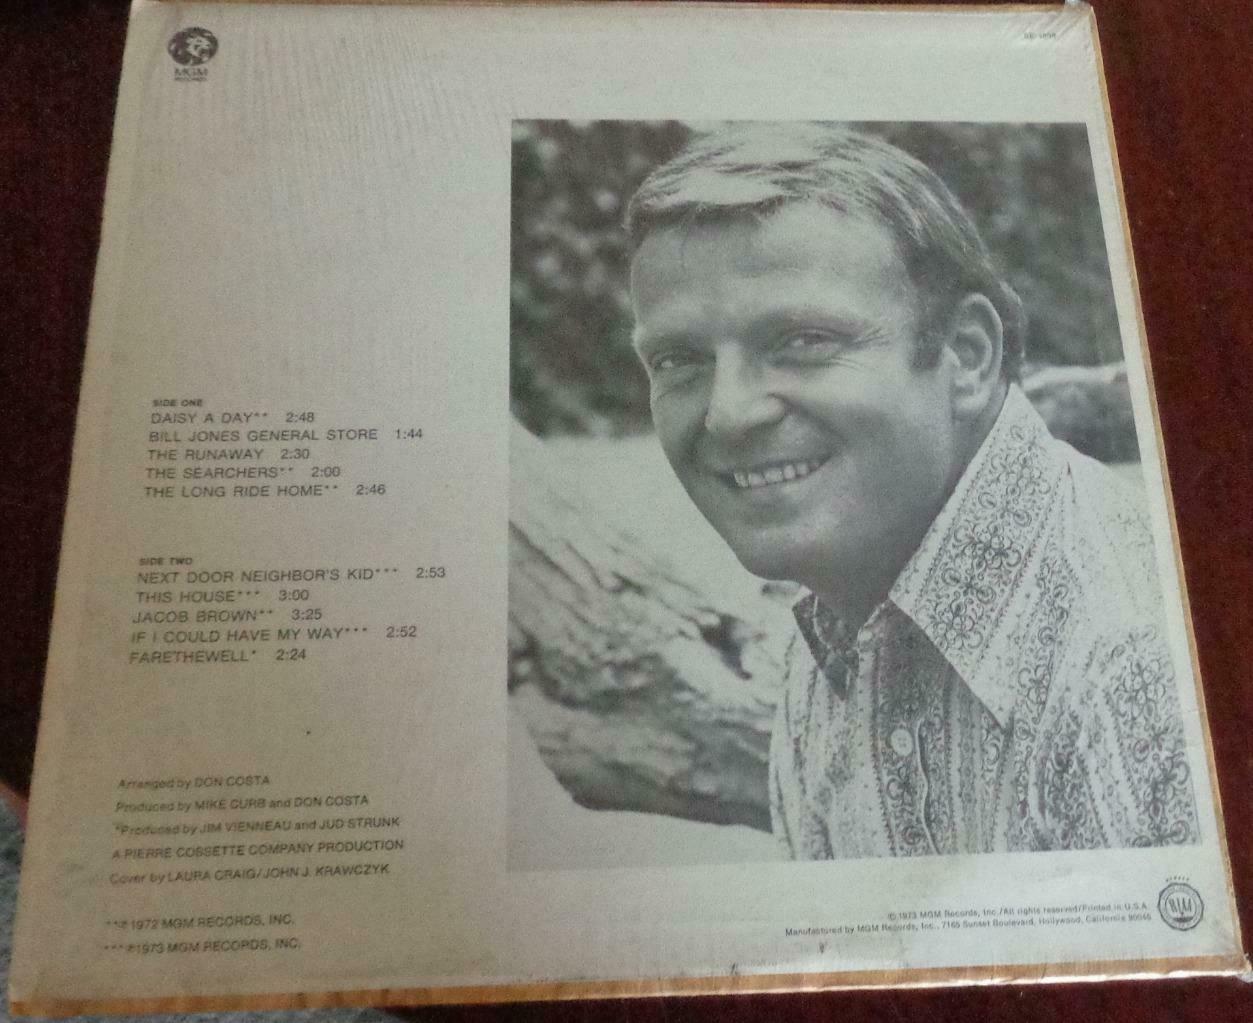 MGM
RECORDS
SIDE ONE
DAISY A DAY** 2:48
BILL JONES GENERAL STORE 1:44
THE RUNAWAY 2:30
THE SEARCHERS** 2:00
THE LONG RIDE HOME** 2:46
SIDE TWO
NEXT DOOR NEIGHBOR'S KID*** 2:53
THIS HOUSE*** 3:00
JACOB BROWN** 3:25
IF I COULD HAVE MY WAY*** 2:52
FARETHEWELL* 2:24
Arranged by DON COSTA
Produced by MIKE CURB and DON COSTA
*Produced by JIM VIENNEAU and JUD STRUNK
A PIERRE COSSETTE COMPANY PRODUCTION
Cover by LAURA CRAIG/JOHN J. KRAWCZYK
**℗1972 MGM RECORDS, INC.
***℗1973 MGM RECORDS, INC.
© 1973 MGM Records, Inc./All rights reserved/Printed in U.S.A.
Manufactured by MGM Records, Inc., 7165 Sunset Boulevard, Hollywood, California 90046